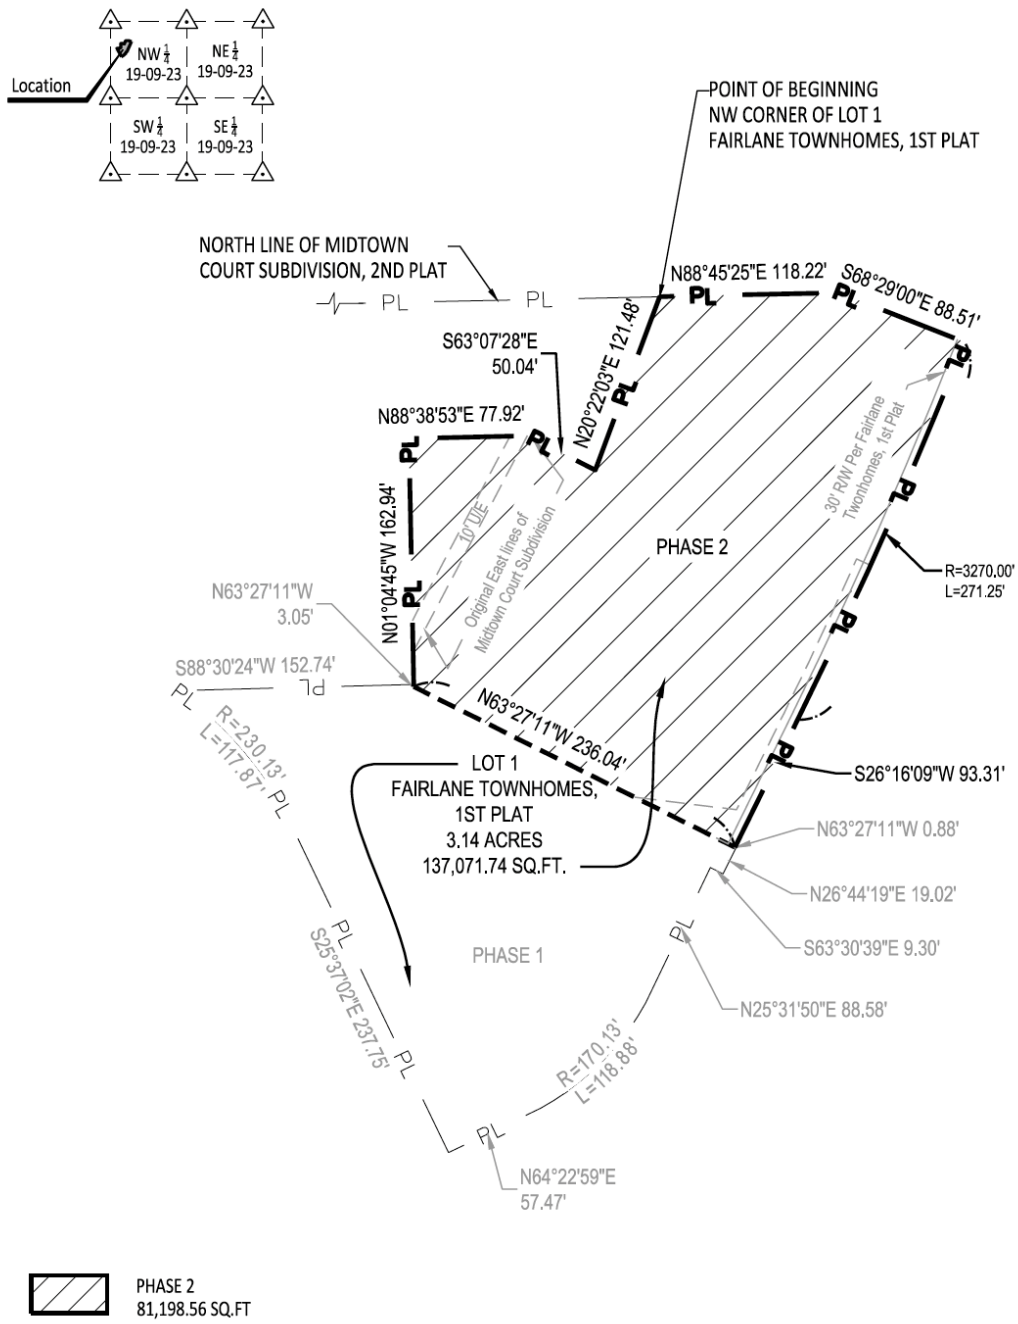 NW 1/4
19-09-23
NE 1/4
19-09-23
Location
SW 1/4
19-09-23
SE 1/4
19-09-23
POINT OF BEGINNING
NW CORNER OF LOT 1
FAIRLANE TOWNHOMES, 1ST PLAT
NORTH LINE OF MIDTOWN
COURT SUBDIVISION, 2ND PLAT
PL
PL
N88°45'25"E 118.22'
PL
PL
S68°29'00"E 88.51'
PL
S63°07'28"E
50.04'
N20°22'03"E 121.48'
PL
N88°38'53"E 77.92'
PL
PL
30' R/W Per Fairlane
Twonhomes, 1st Plat
PL
N01°04'45"W 162.94'
PL
10' U/E
Original East lines of
Midtown Court Subdivision
PHASE 2
R=3270.00'
L=271.25'
PL
N63°27'11"W
3.05'
S88°30'24"W 152.74'
PL
PL
R=230.13'
L=117.87'
PL
N63°27'11"W 236.04'
PL
S26°16'09"W 93.31'
LOT 1
FAIRLANE TOWNHOMES,
1ST PLAT
3.14 ACRES
137,071.74 SQ.FT.
N63°27'11"W 0.88'
N26°44'19"E 19.02'
S63°30'39"E 9.30'
PL
PL
S25°37'02"E 237.75'
PL
PHASE 1
N25°31'50"E 88.58'
R=170.13'
L=118.88'
PL
N64°22'59"E
57.47'
PHASE 2
81,198.56 SQ.FT